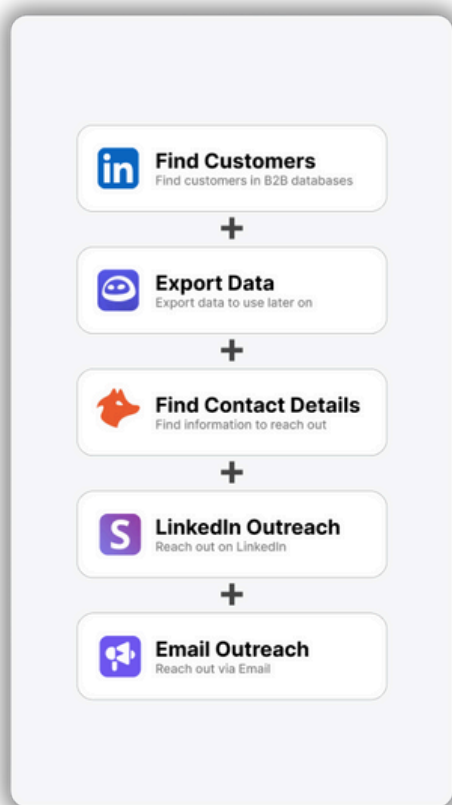 in
Find Customers
Find customers in B2B databases
+
Export Data
Export data to use later on
+
Find Contact Details
Find information to reach out
+
S
LinkedIn Outreach
Reach out on LinkedIn
+
Email Outreach
Reach out via Email